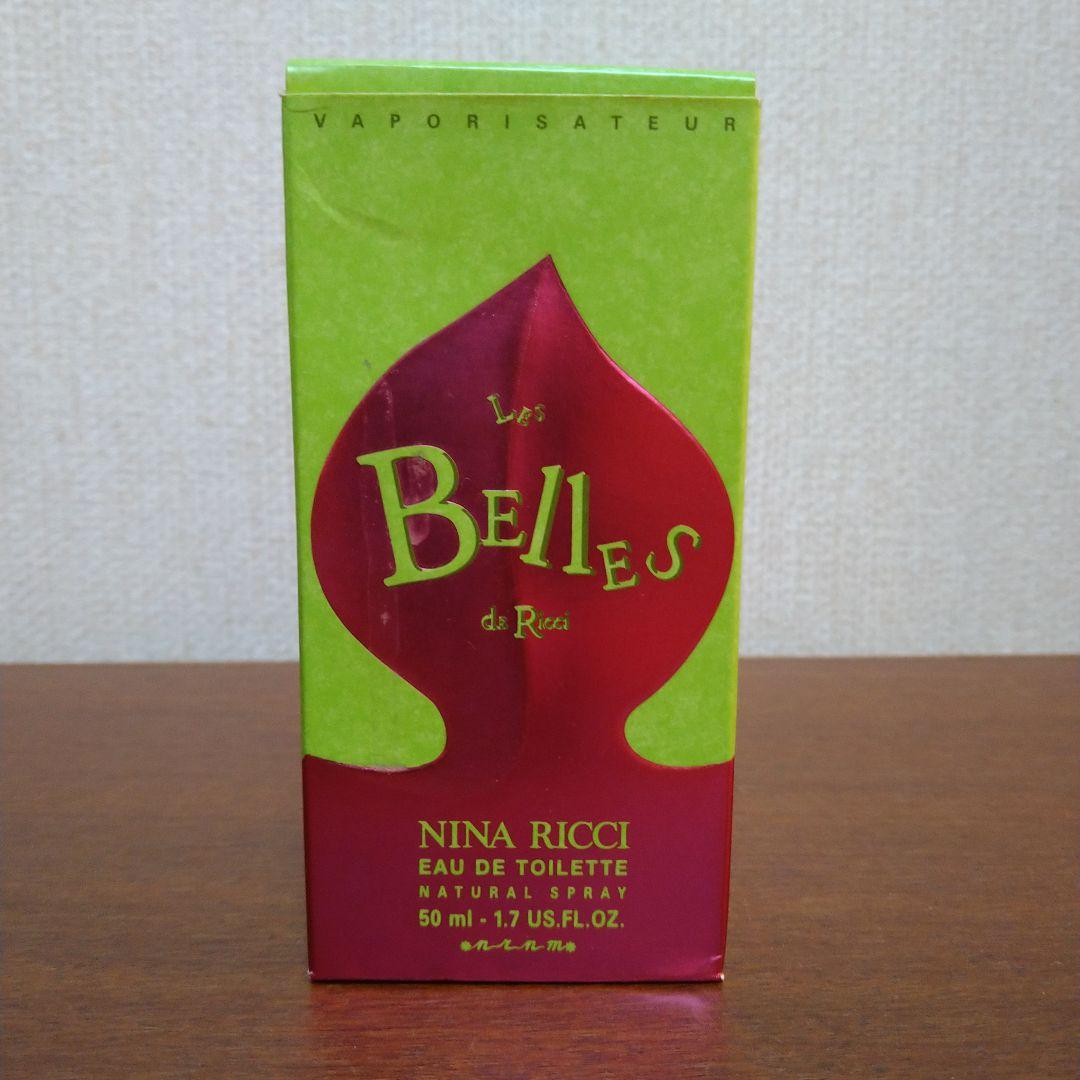 VAPORISATEUR
Les
BEllES
de Ricci
NINA RICCI
EAU DE TOILETTE
NATURAL SPRAY
50 ml - 1.7 US.FL.OZ.